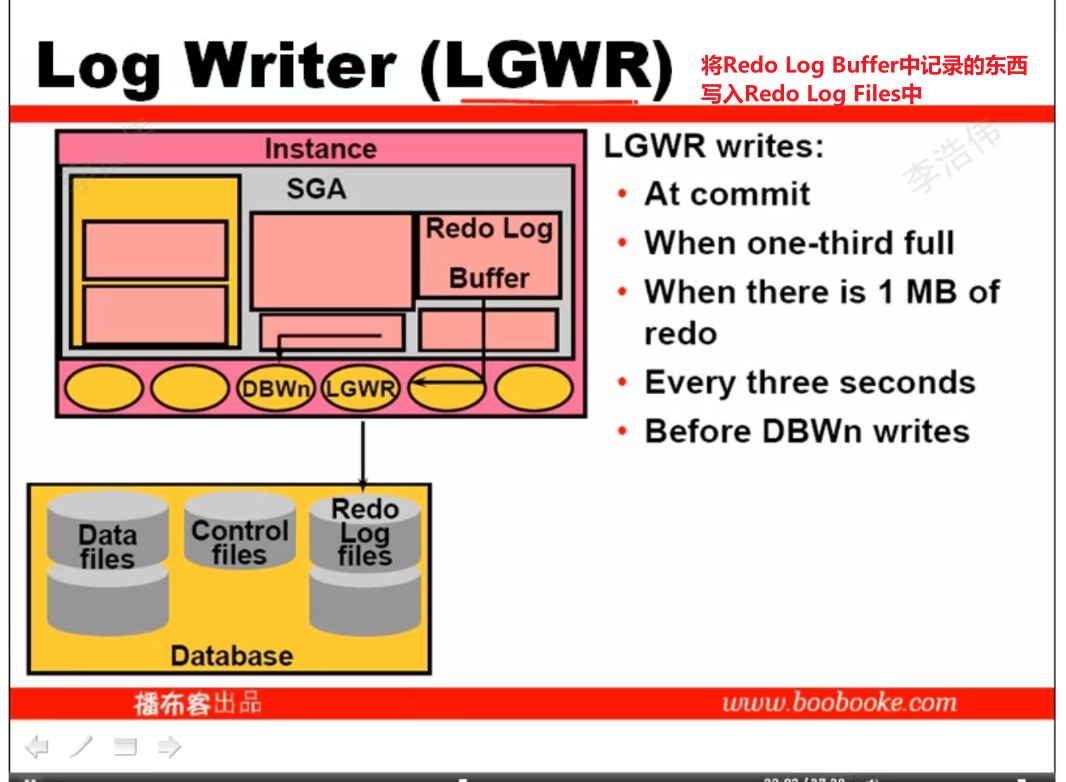 Log Writer (LGWR)
将Redo Log Buffer中记录的东西
写入Redo Log Files中
Instance
SGA
Redo Log
Buffer
DBWn
LGWR
Data
files
Control
files
Redo
Log
files
Database
LGWR writes:
李浩伟
• At commit
• When one-third full
• When there is 1 MB of
redo
• Every three seconds
• Before DBWn writes
播布客出品
www.boobooke.com